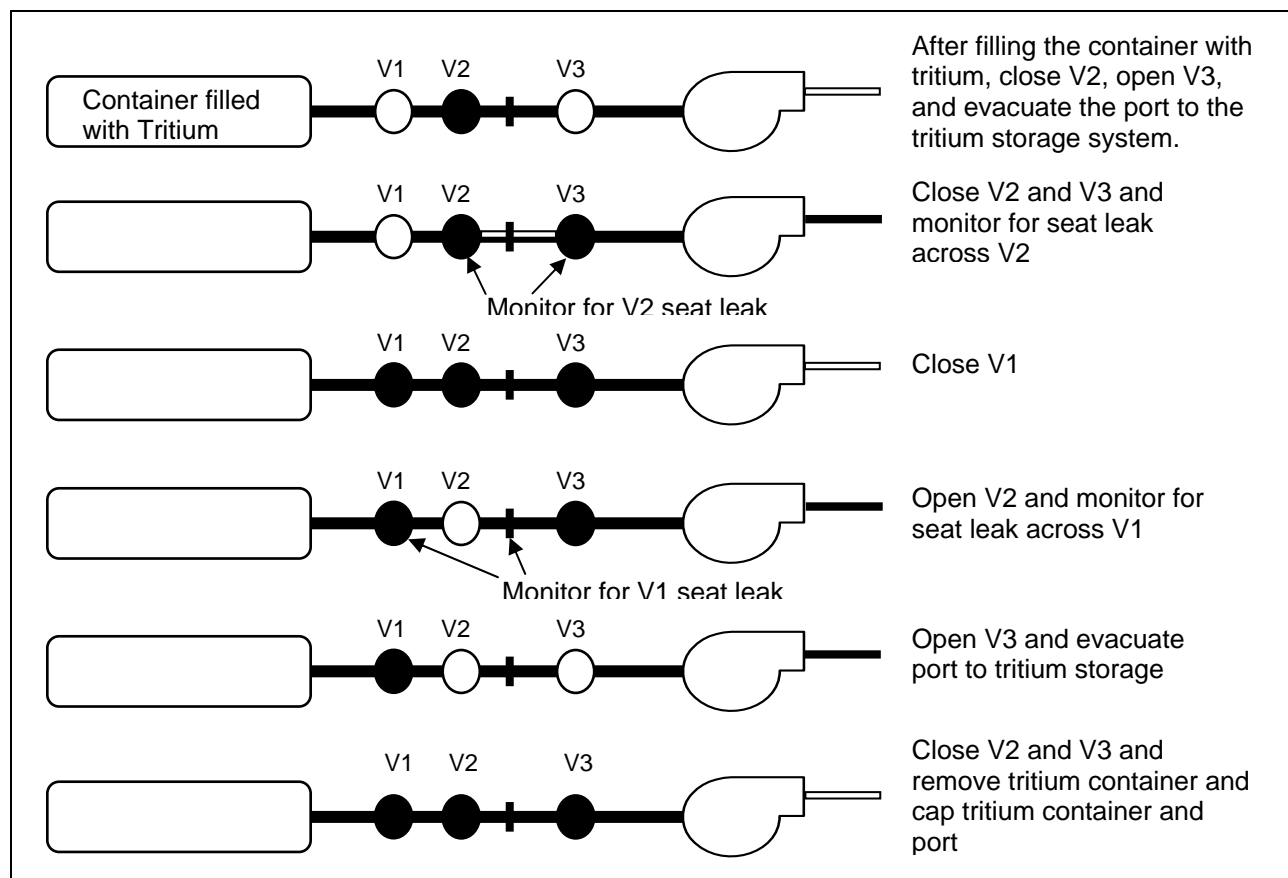 After filling the container with
tritium, close V2, open V3,
and evacuate the port to the
tritium storage system.
V1 V2 V3
Container filled
with Tritium
Close V2 and V3 and
monitor for seat leak
across V2
V1 V2 V3
Monitor for V2 seat leak
V1 V2 V3
Close V1
V1 V2 V3
Open V2 and monitor for
seat leak across V1
Monitor for V1 seat leak
V1 V2 V3
Open V3 and evacuate
port to tritium storage
V1 V2 V3
Close V2 and V3 and
remove tritium container and
cap tritium container and
port